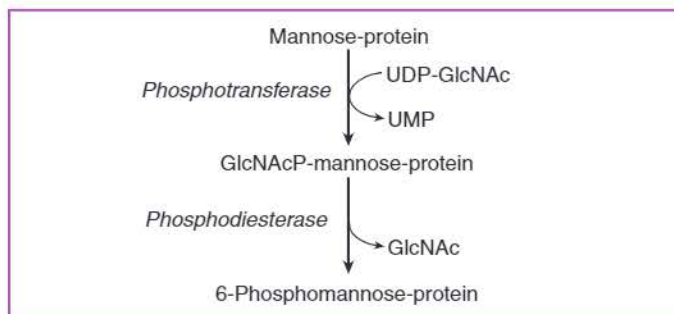 Mannose-protein
UDP-GlcNAc
Phosphotransferase
UMP
GlcNAcP-mannose-protein
Phosphodiesterase
GlcNAc
6-Phosphomannose-protein